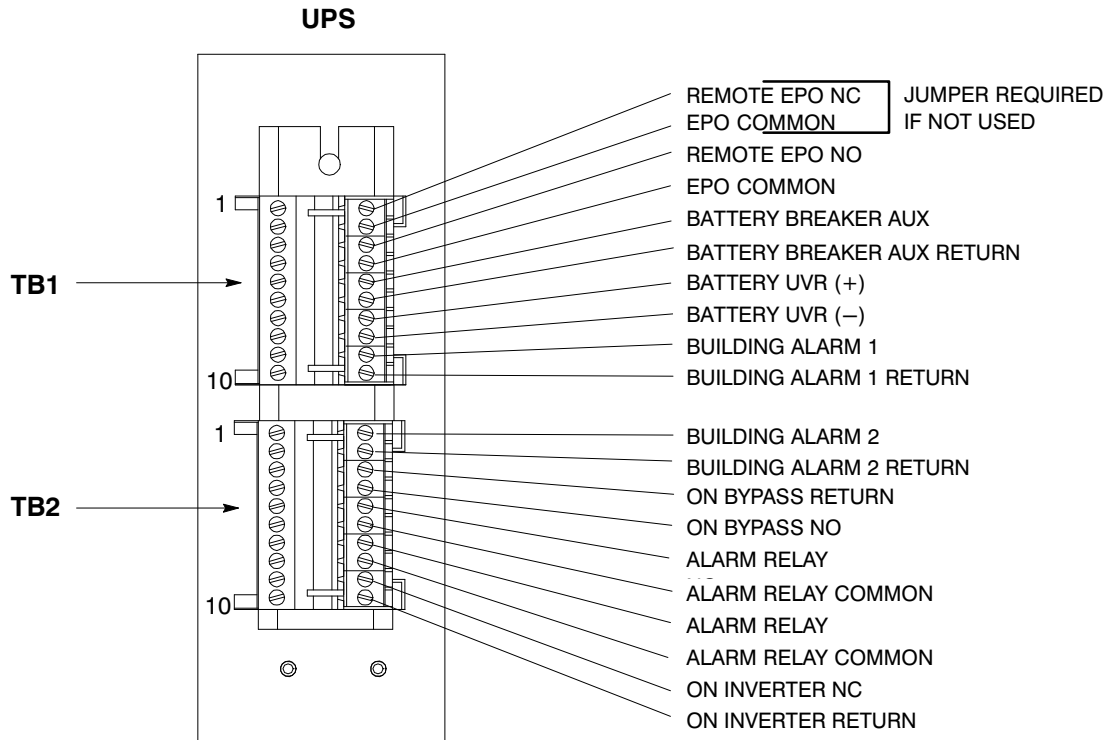 UPS
REMOTE EPO NC
JUMPER REQUIRED
EPO COMMON
IF NOT USED
REMOTE EPO NO
EPO COMMON
1
BATTERY BREAKER AUX
BATTERY BREAKER AUX RETURN
TB1
BATTERY UVR (+)
BATTERY UVR (—)
BUILDING ALARM 1
10
BUILDING ALARM 1 RETURN
1
BUILDING ALARM 2
BUILDING ALARM 2 RETURN
ON BYPASS RETURN
TB2
ON BYPASS NO
ALARM RELAY
ALARM RELAY COMMON
10
ALARM RELAY
ALARM RELAY COMMON
ON INVERTER NC
ON INVERTER RETURN